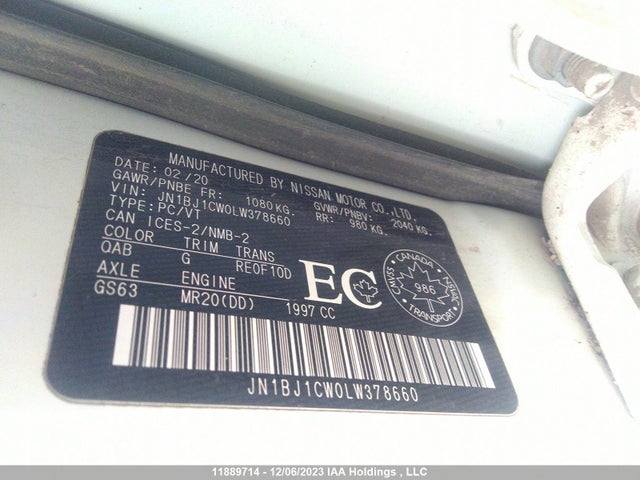 MANUFACTURED BY NISSAN MOTOR CO.,LTD.
DATE: 02/20 GVWR/PNBV: 2040 KG.
GAWR/PNBE FR: 1080KG. RR: 980 KG.
VIN: JN1BJ1CW0LW378660
TYPE: PC/VT
CAN ICES-2/NMB-2
COLOR TRIM TRANS
QAB G RE0F10D
AXLE ENGINE
GS63 MR20(DD) 1997 CC
EC
CANADA
CMVSS 986 NSVAC
TRANSPORT
JN1BJ1CW0LW378660
11889714 - 12/06/2023 IAA Holdings , LLC